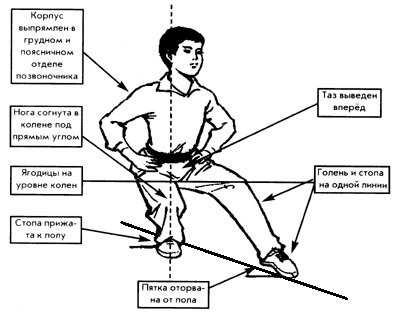 Корпус
выпрямлен в
грудном и
поясничном
отделе
позвоночника
Таз выведен
вперёд
Нога согнута в
колене под
прямым углом
Ягодицы на
уровне колен
Голень и стопа
на одной линии
Стопа прижа-
та к полу
Пятка оторва-
на от пола